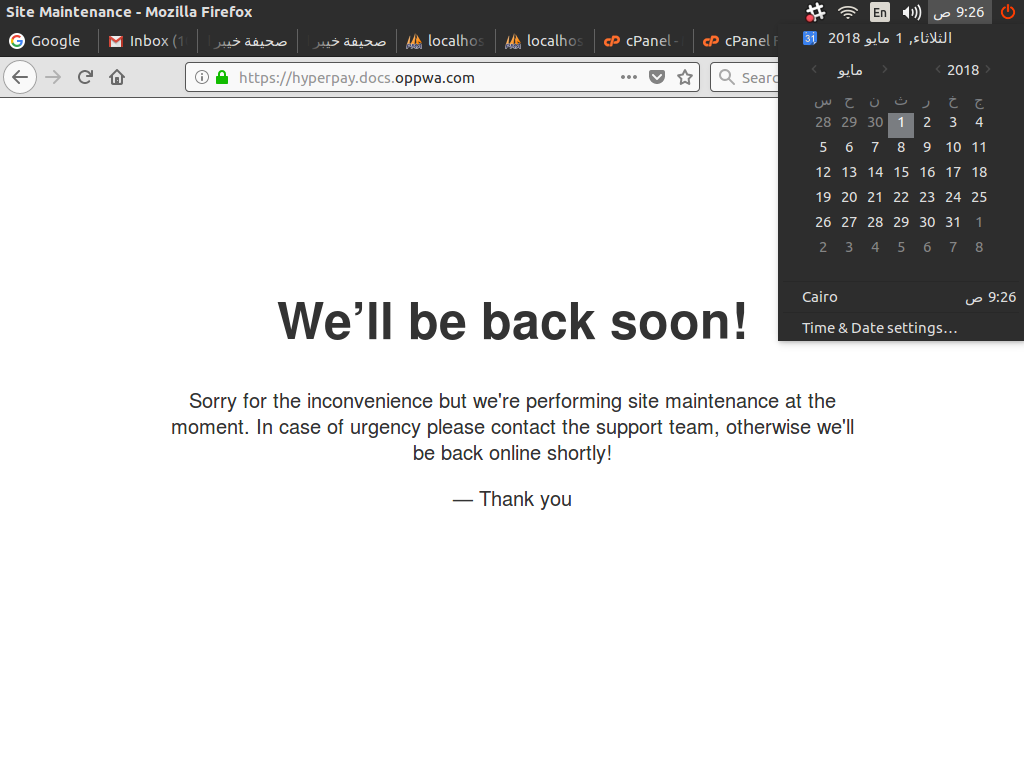 Site Maintenance - Mozilla Firefox
En
9:26 ص
Google
Inbox (1
صحيفة خيبر
صحيفة خيبر
localhos
localhos
cPanel -
cPanel F
https://hyperpay.docs.oppwa.com
Searc
31 الثلاثاء, 1 مايو 2018
مايو
2018
س ح ن ث ر خ ج
28 29 30 1 2 3 4
5 6 7 8 9 10 11
12 13 14 15 16 17 18
19 20 21 22 23 24 25
26 27 28 29 30 31 1
2 3 4 5 6 7 8
Cairo 9:26 ص
Time & Date settings…
We’ll be back soon!
Sorry for the inconvenience but we're performing site maintenance at the
moment. In case of urgency please contact the support team, otherwise we'll
be back online shortly!
— Thank you